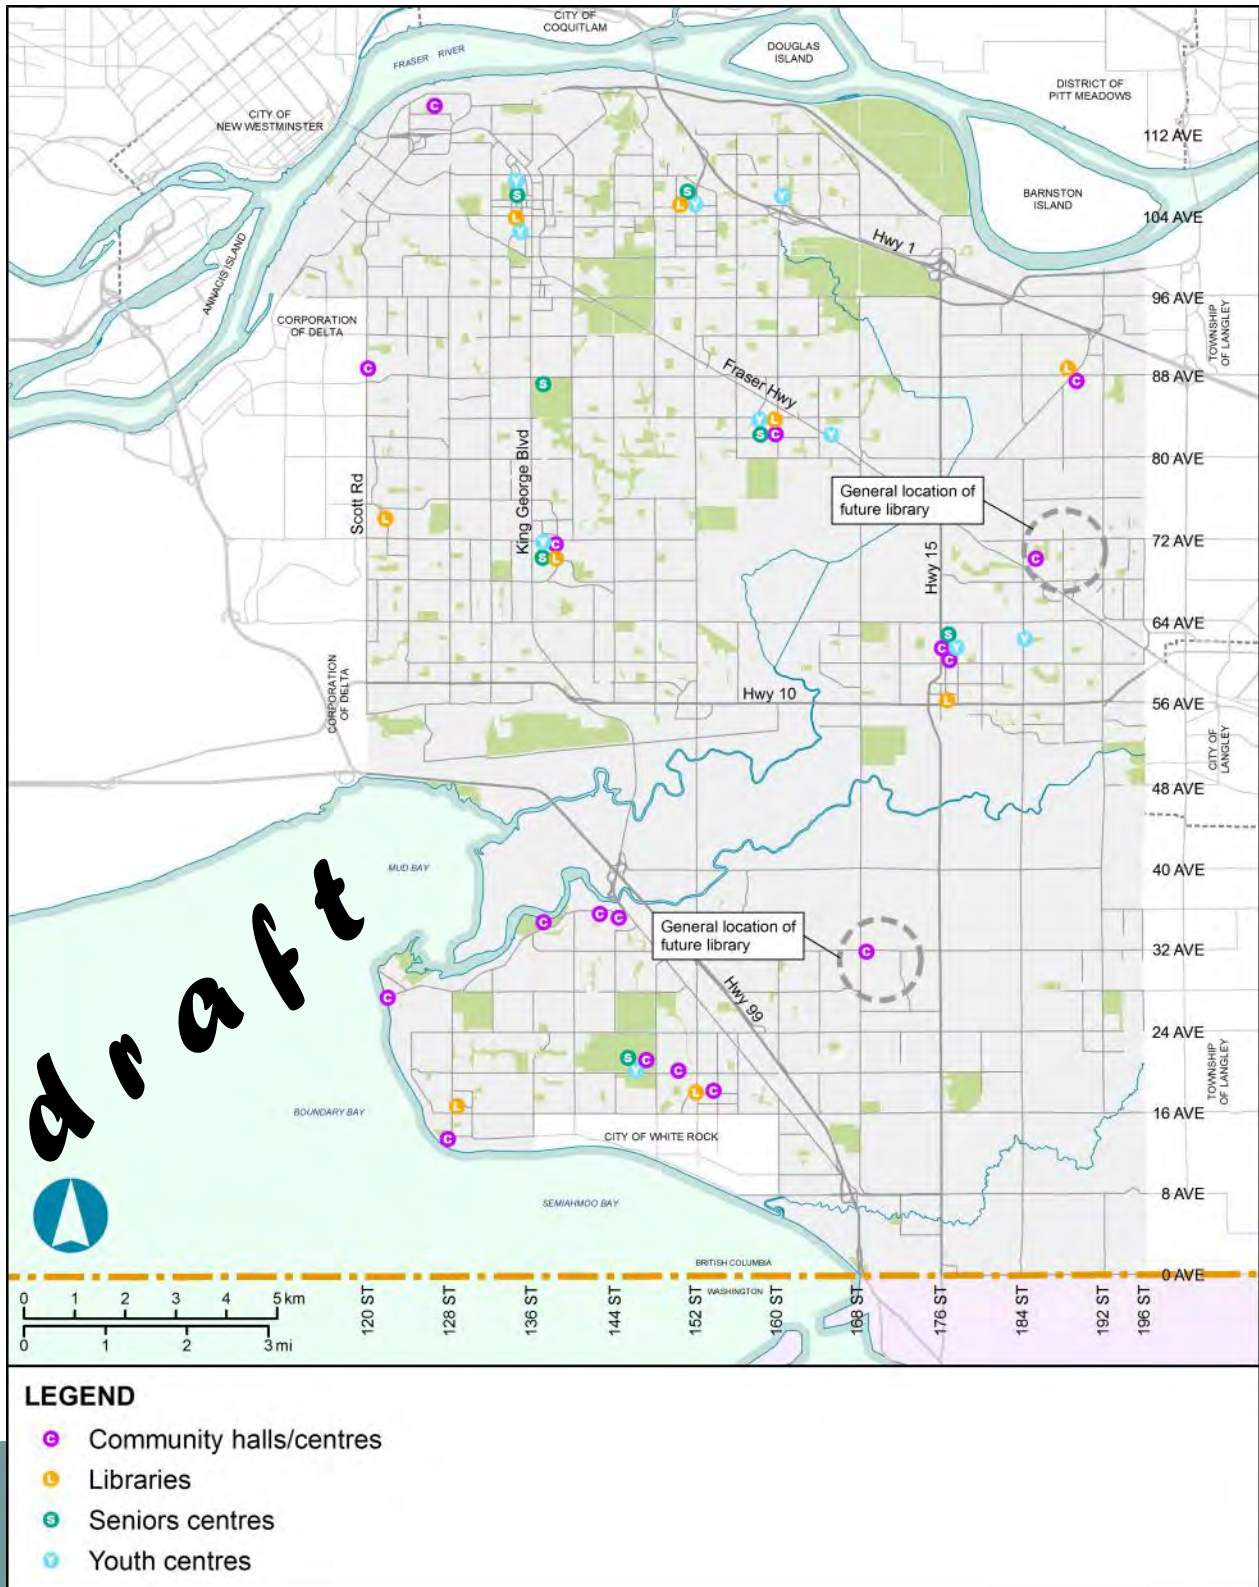 CITY OF
COQUITLAM
FRASER RIVER
DOUGLAS
ISLAND
DISTRICT OF
PITT MEADOWS
CITY OF
NEW WESTMINSTER
C
112 AVE
BARNSTON
ISLAND
Y
S
L
Y
S
L
Y
Y
104 AVE
Hwy 1
ANNACIS ISLAND
96 AVE
CORPORATION
OF DELTA
TOWNSHIP
OF LANGLEY
C
S
Fraser Hwy
L
C
88 AVE
Y
L
S
C
Y
80 AVE
Scott Rd
King George Blvd
L
General location of
future library
Y
C
S
L
Hwy 15
C
72 AVE
64 AVE
S
C
Y
C
Y
CORPORATION
OF DELTA
Hwy 10
L
56 AVE
CITY OF
LANGLEY
48 AVE
MUD BAY
40 AVE
draft
C
C
C
General location of
future library
C
32 AVE
C
Hwy 99
24 AVE
S
C
Y
C
L
C
TOWNSHIP
OF LANGLEY
L
16 AVE
BOUNDARY BAY
C
CITY OF WHITE ROCK
SEMIAHMOO BAY
8 AVE
BRITISH COLUMBIA
0 AVE
WASHINGTON
0 1 2 3 4 5 km
0 1 2 3 mi
120 ST
128 ST
136 ST
144 ST
152 ST
160 ST
168 ST
176 ST
184 ST
192 ST
196 ST
LEGEND
C Community halls/centres
L Libraries
S Seniors centres
Y Youth centres